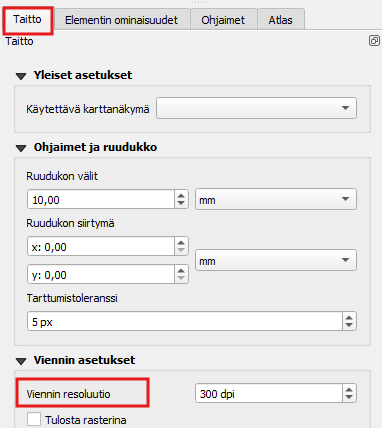 Taitto Elementin ominaisuudet Ohjaimet Atlas
Taitto
Yleiset asetukset
Käytettävä karttanäkymä
Ohjaimet ja ruudukko
Ruudukon välit
10,00 mm
Ruudukon siirtymä
x: 0,00
mm
y: 0,00
Tarttumistoleranssi
5 px
Viennin asetukset
Viennin resoluutio 300 dpi
Tulosta rasterina